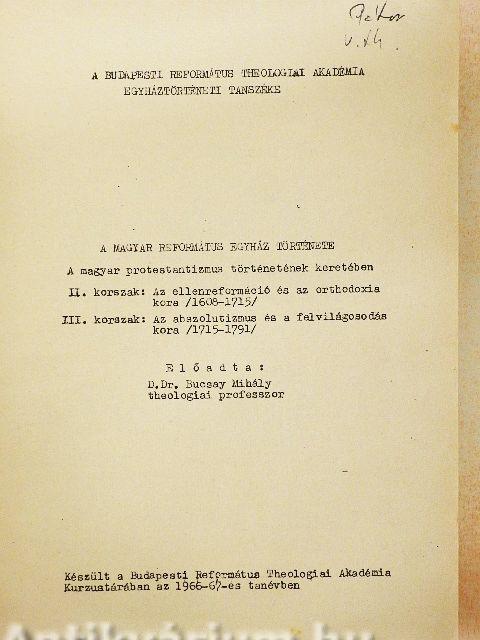 A BUDAPESTI REFORMÁTUS THEOLOGIAI AKADÉMIA
EGYHÁZTÖRTÉNETI TANSZÉKE
A MAGYAR REFORMÁTUS EGYHÁZ TÖRTÉNETE
A magyar protestantizmus történetének keretében
II. korszak: Az ellenreformáció és az orthodoxia
kora /1608-1715/
III. korszak: Az abszolutizmus és a felvilágosodás
kora /1715-1791/
E l ő a d t a :
D.Dr. Bucsay Mihály
theologiai professzor
Készült a Budapesti Református Theologiai Akadémia
Kurzustárában az 1966-67-es tanévben
Antikvárium.hu